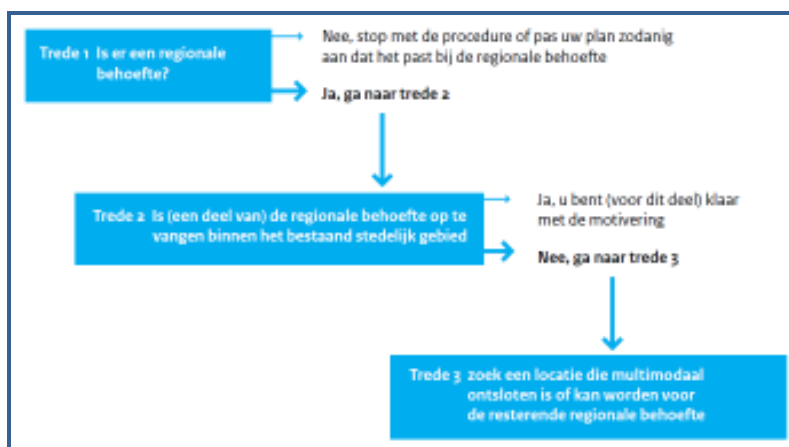 Trede 1 Is er een regionale
behoefte?
Nee, stop met de procedure of pas uw plan zodanig
aan dat het past bij de regionale behoefte
Ja, ga naar trede 2
Trede 2 Is (een deel van) de regionale behoefte op te
vangen binnen het bestaand stedelijk gebied
Ja, u bent (voor dit deel) klaar
met de motivering
Nee, ga naar trede 3
Trede 3 zoek een locatie die multimodaal
ontsloten is of kan worden voor
de resterende regionale behoefte